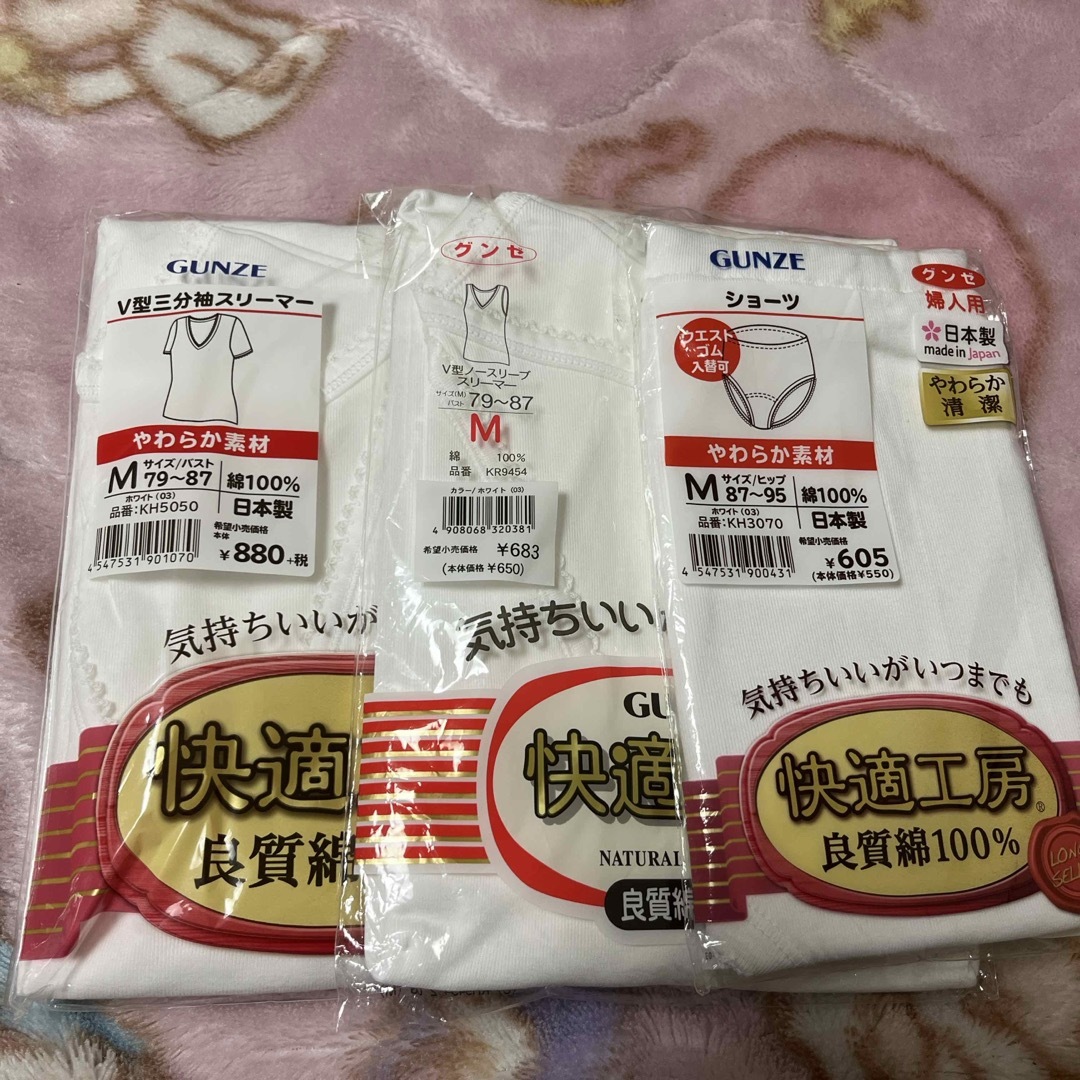 GUNZE
V型三分袖スリーマー
やわらか素材
M サイズ/バスト 79〜87
綿100%
ホワイト(03)
品番:KH5050
日本製
希望小売価格
本体
¥880+税
4 547531 901070
気持ちいいが
快適
良質綿
グンゼ
V型ノースリーブ
スリーマー
サイズ(M)
バスト 79〜87
M
綿 100%
品番 KR9454
カラー/ホワイト (03)
4 908068 320381
希望小売価格 ¥683
(本体価格 ¥650)
気持ちいい
GU
快適
NATURAL
良質綿
GUNZE
ショーツ
ウエスト
ゴム
入替可
やわらか素材
M サイズ/ヒップ 87〜95
綿100%
ホワイト(03)
品番:KH3070
日本製
希望小売価格
¥605
(本体価格¥550)
4 547531 900431
グンゼ
婦人用
日本製
made in Japan
やわらか
清潔
気持ちいいがいつまでも
快適工房®
良質綿100%
LONG
SEL